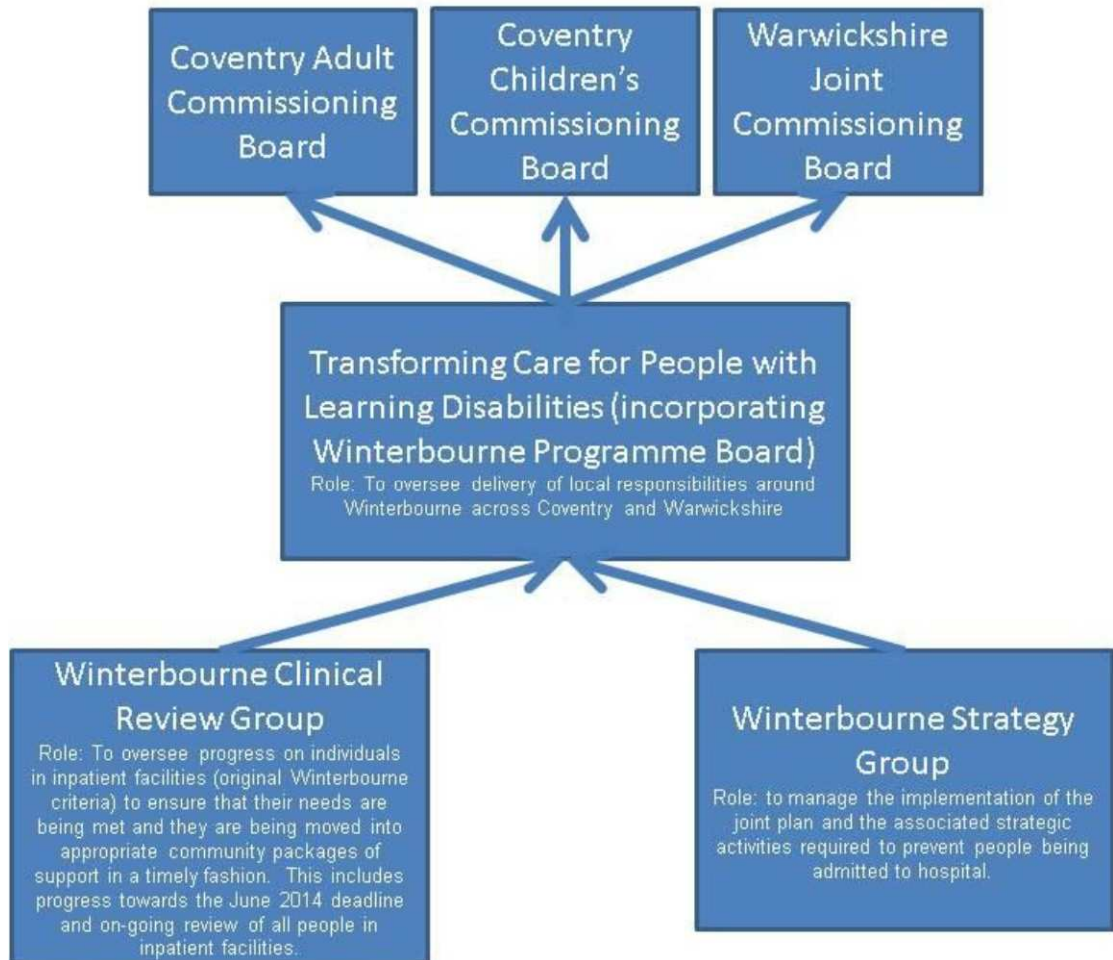 Coventry Adult
Commissioning
Board
Coventry
Children's
Commissioning
Board
Warwickshire
Joint
Commissioning
Board
Transforming Care for People with
Learning Disabilities (incorporating
Winterbourne Programme Board)
Role: To oversee delivery of local responsibilities around
Winterbourne across Coventry and Warwickshire
Winterbourne Clinical
Review Group
Role: To oversee progress on individuals
in inpatient facilities (original Winterbourne
criteria) to ensure that their needs are
being met and they are being moved into
appropriate community packages of
support in a timely fashion. This includes
progress towards the June 2014 deadline
and on-going review of all people in
inpatient facilities.
Winterbourne Strategy
Group
Role: to manage the implementation of the
joint plan and the associated strategic
activities required to prevent people being
admitted to hospital.